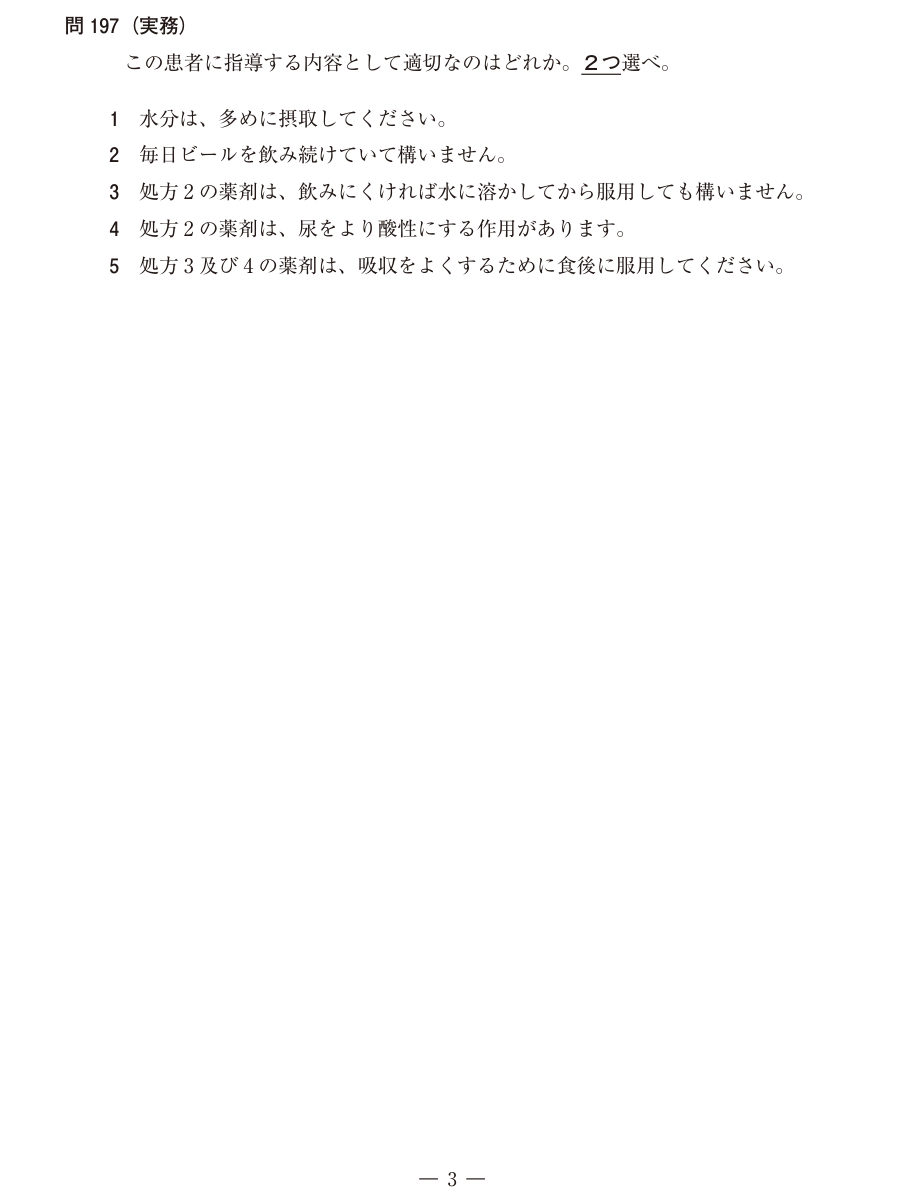 問 197（実務）
この患者に指導する内容として適切なのはどれか。２つ選べ。
1　水分は、多めに摂取してください。
2　毎日ビールを飲み続けていて構いません。
3　処方２の薬剤は、飲みにくければ水に溶かしてから服用しても構いません。
4　処方２の薬剤は、尿をより酸性にする作用があります。
5　処方３及び４の薬剤は、吸収をよくするために食後に服用してください。
― 3 ―